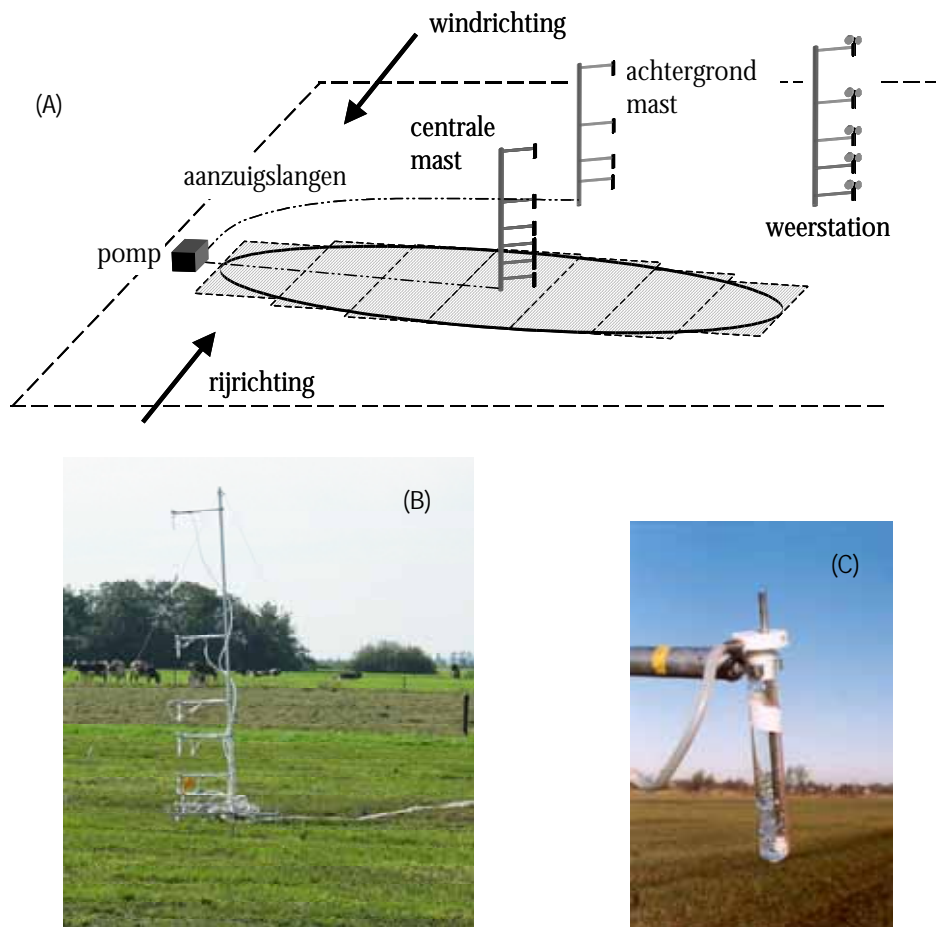 windrichting
(A)
achtergrond
mast
centrale
mast
aanzuigslangen
weerstation
pomp
rijrichting
(B)
(C)